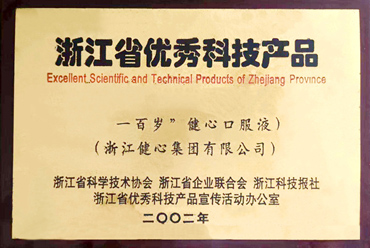 浙江省优秀科技产品
Excellent Scientific and Technical Products of Zhejiang Province
一百岁”健心口服液)
(浙江健心集团有限公司)
浙江省科学技术协会 浙江省企业联合会 浙江科技报社
浙江省优秀科技产品宣传活动办公室
二〇〇二年